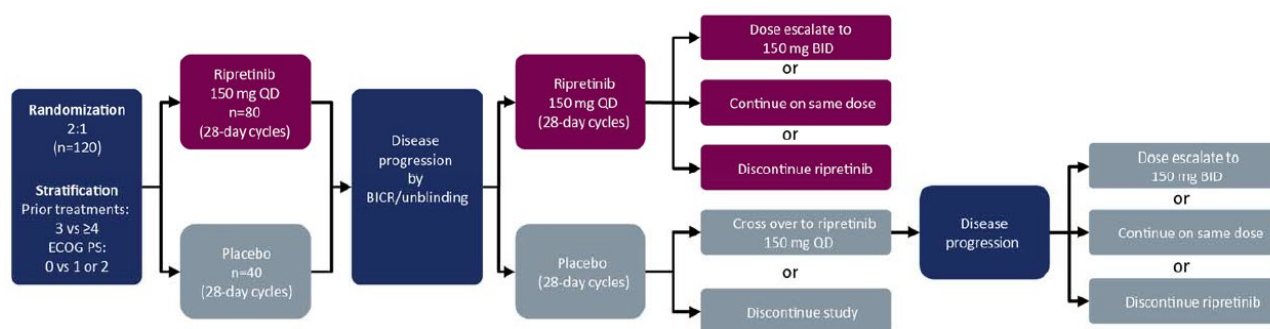 Randomization
2:1
(n=120)
Stratification
Prior treatments:
3 vs ≥4
ECOG PS:
0 vs 1 or 2
Ripretinib
150 mg QD
n=80
(28-day cycles)
Placebo
n=40
(28-day cycles)
Disease
progression
by
BICR/unblinding
Ripretinib
150 mg QD
(28-day cycles)
Placebo
(28-day cycles)
Dose escalate to
150 mg BID
or
Continue on same dose
or
Discontinue ripretinib
Cross over to ripretinib
150 mg QD
or
Discontinue study
Disease
progression
Dose escalate to
150 mg BID
or
Continue on same dose
or
Discontinue ripretinib